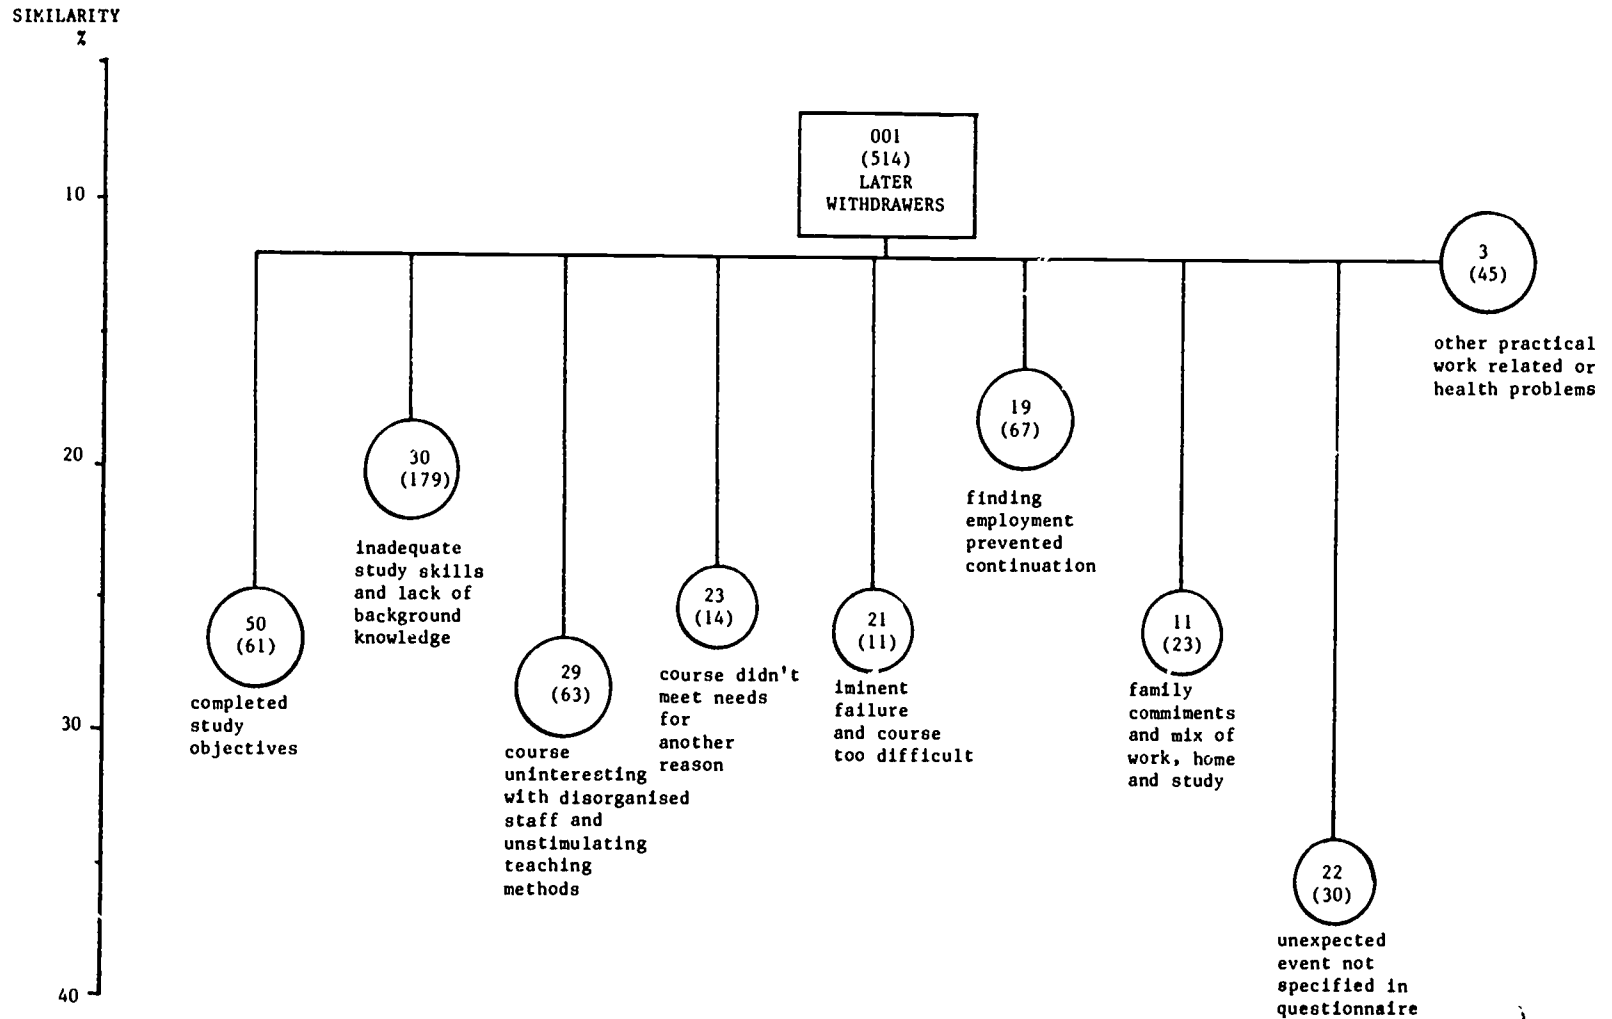 SIMILARITY
%
10
20
30
40
001
(514)
LATER
WITHDRAWERS
50
(61)
completed
study
objectives
30
(179)
inadequate
study skills
and lack of
background
knowledge
29
(63)
course
uninteresting
with disorganised
staff and
unstimulating
teaching
methods
23
(14)
course didn't
meet needs
for
another
reason
21
(11)
iminent
failure
and course
too difficult
19
(67)
finding
employment
prevented
continuation
11
(23)
family
commiments
and mix of
work, home
and study
22
(30)
unexpected
event not
specified in
questionnaire
3
(45)
other practical
work related or
health problems